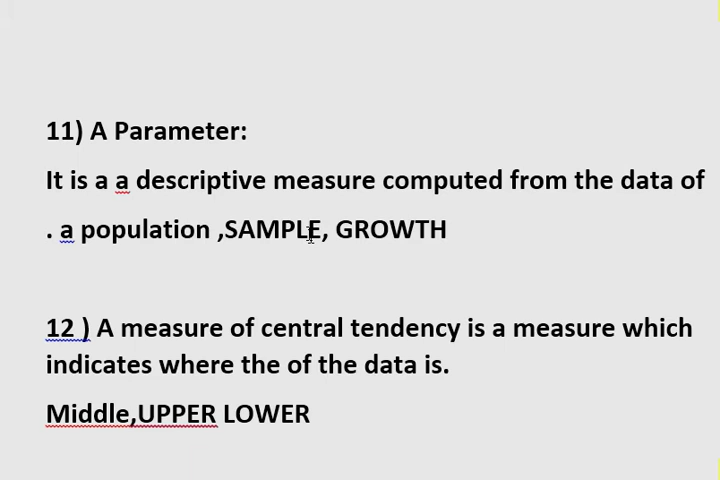 11) A Parameter:
It is a a descriptive measure computed from the data of
. a population ,SAMPLE, GROWTH
12 ) A measure of central tendency is a measure which
indicates where the of the data is.
Middle,UPPER LOWER